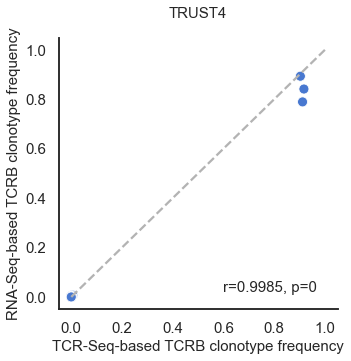 TRUST4
RNA-Seq-based TCRB clonotype frequency
1.0
0.8
0.6
0.4
0.2
0.0
r=0.9985, p=0
0.0 0.2 0.4 0.6 0.8 1.0
TCR-Seq-based TCRB clonotype frequency